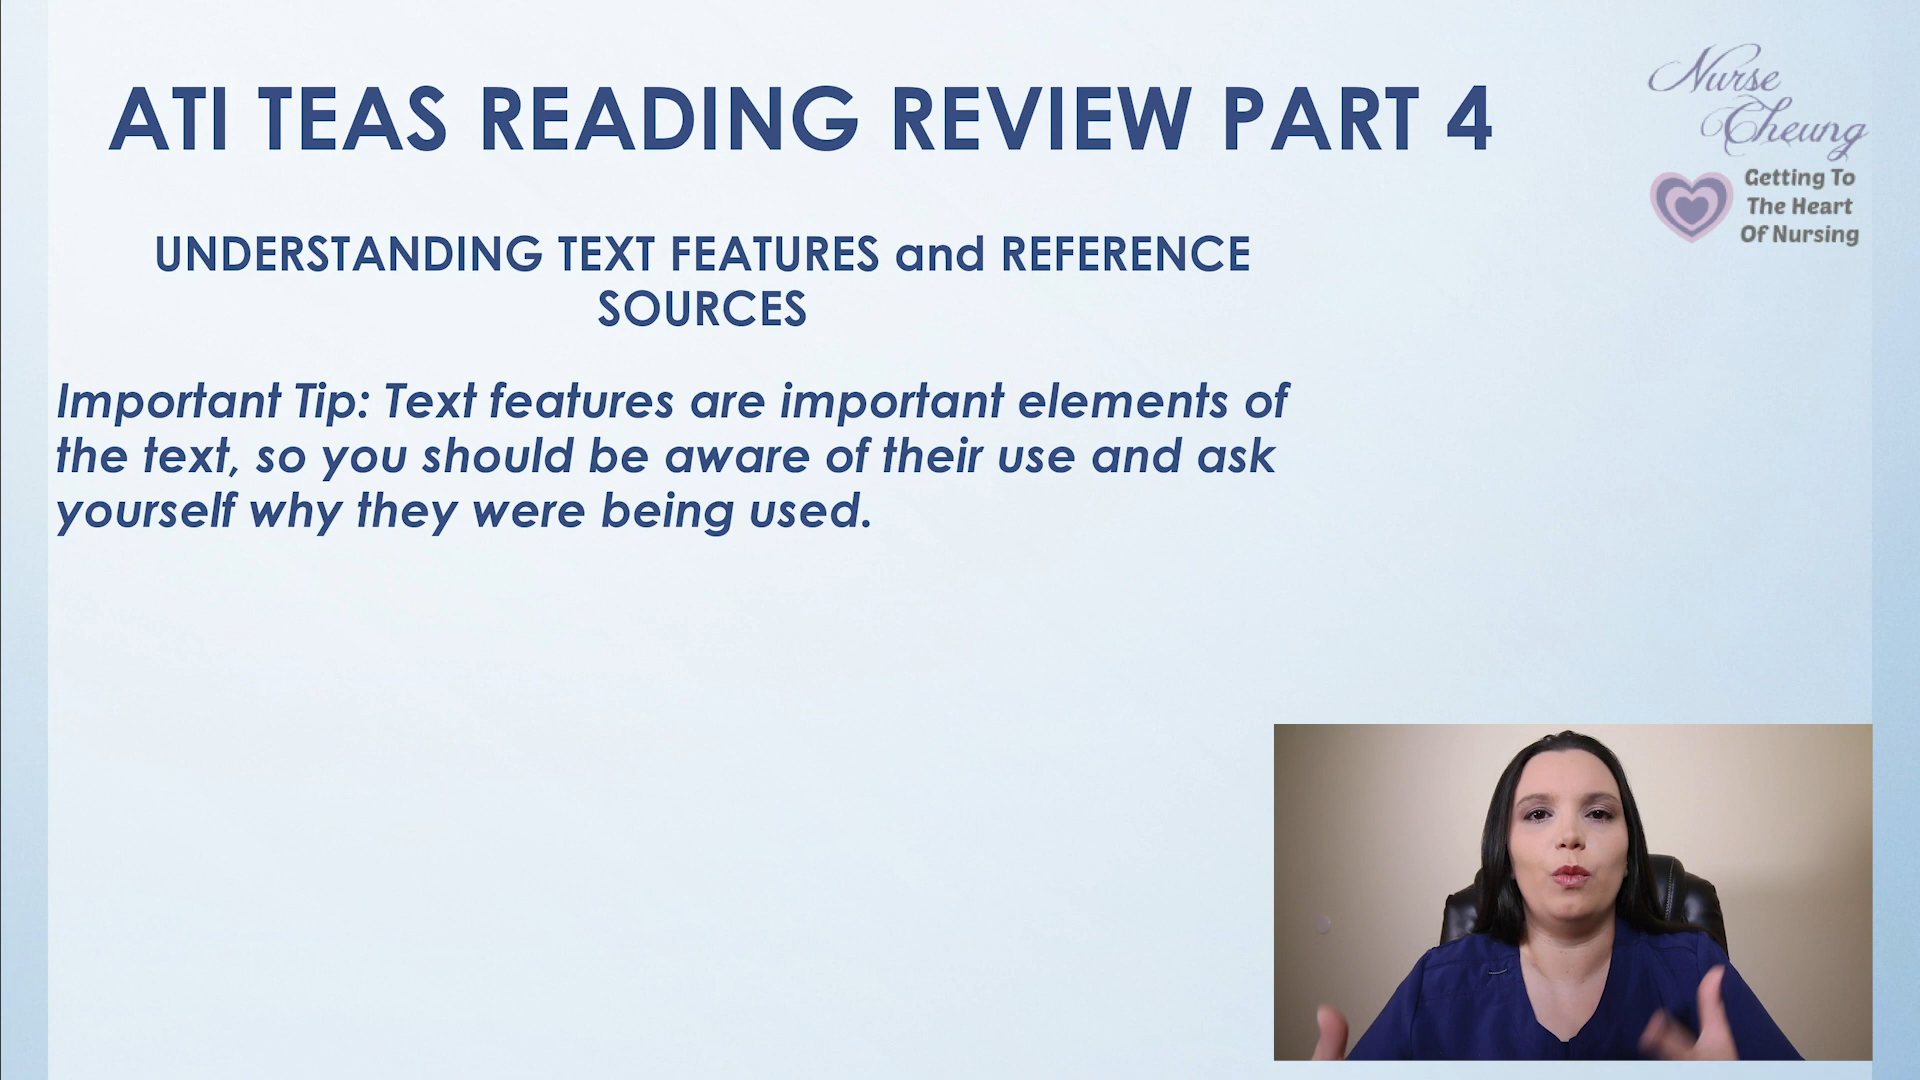 ATI TEAS READING REVIEW PART 4
Nurse
Cheung
Getting To
The Heart
Of Nursing
UNDERSTANDING TEXT FEATURES and REFERENCE
SOURCES
Important Tip: Text features are important elements of
the text, so you should be aware of their use and ask
yourself why they were being used.